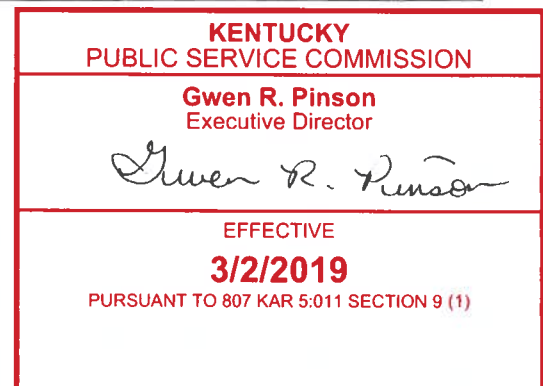 KENTUCKY
PUBLIC SERVICE COMMISSION
Gwen R. Pinson
Executive Director
Gwen R. Pinson
EFFECTIVE
3/2/2019
PURSUANT TO 807 KAR 5:011 SECTION 9 (1)